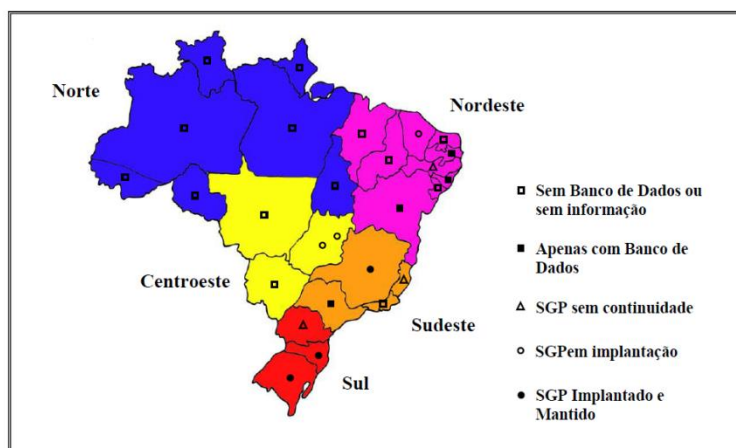 Norte
Nordeste
Centroeste
Sudeste
Sul
Sem Banco de Dados ou
sem informação
Apenas com Banco de
Dados
SGP sem continuidade
SGPem implantação
SGP Implantado e
Mantido